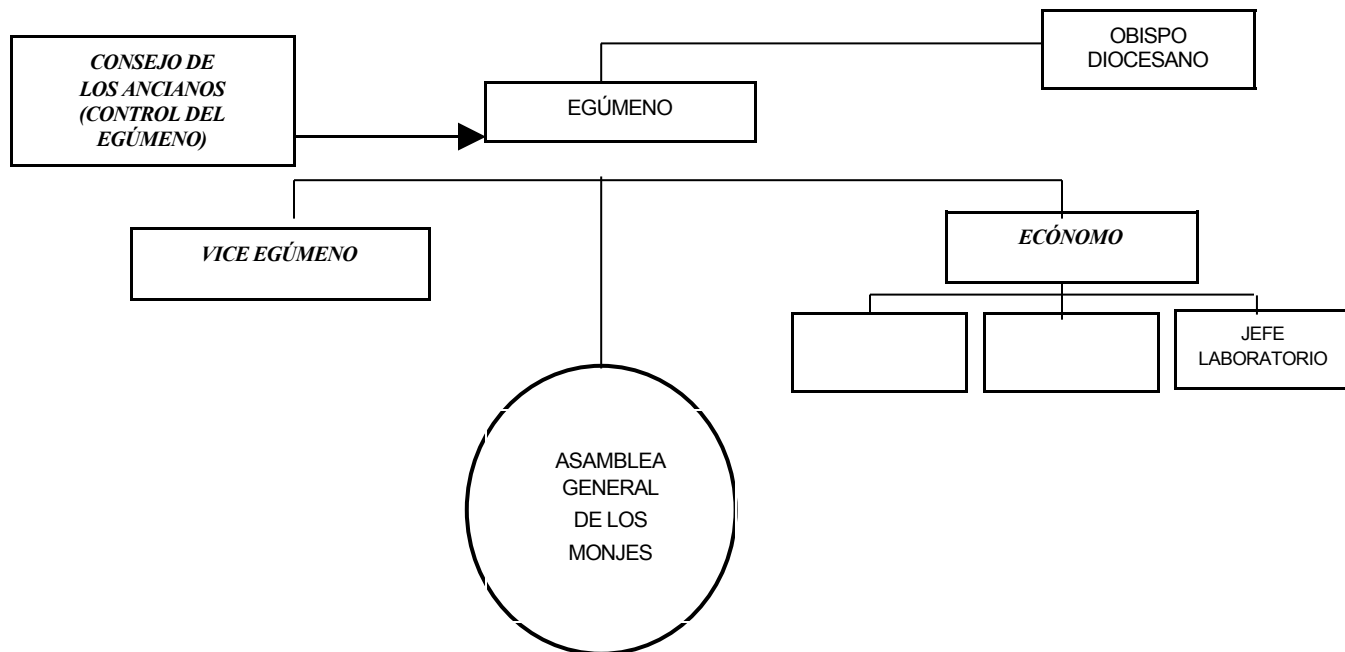 CONSEJO DE
LOS ANCIANOS
(CONTROL DEL
EGÚMENO)
OBISPO
DIOCESANO
EGÚMENO
VICE EGÚMENO
ECÓNOMO
JEFE
LABORATORIO
ASAMBLEA
GENERAL
DE LOS
MONJES